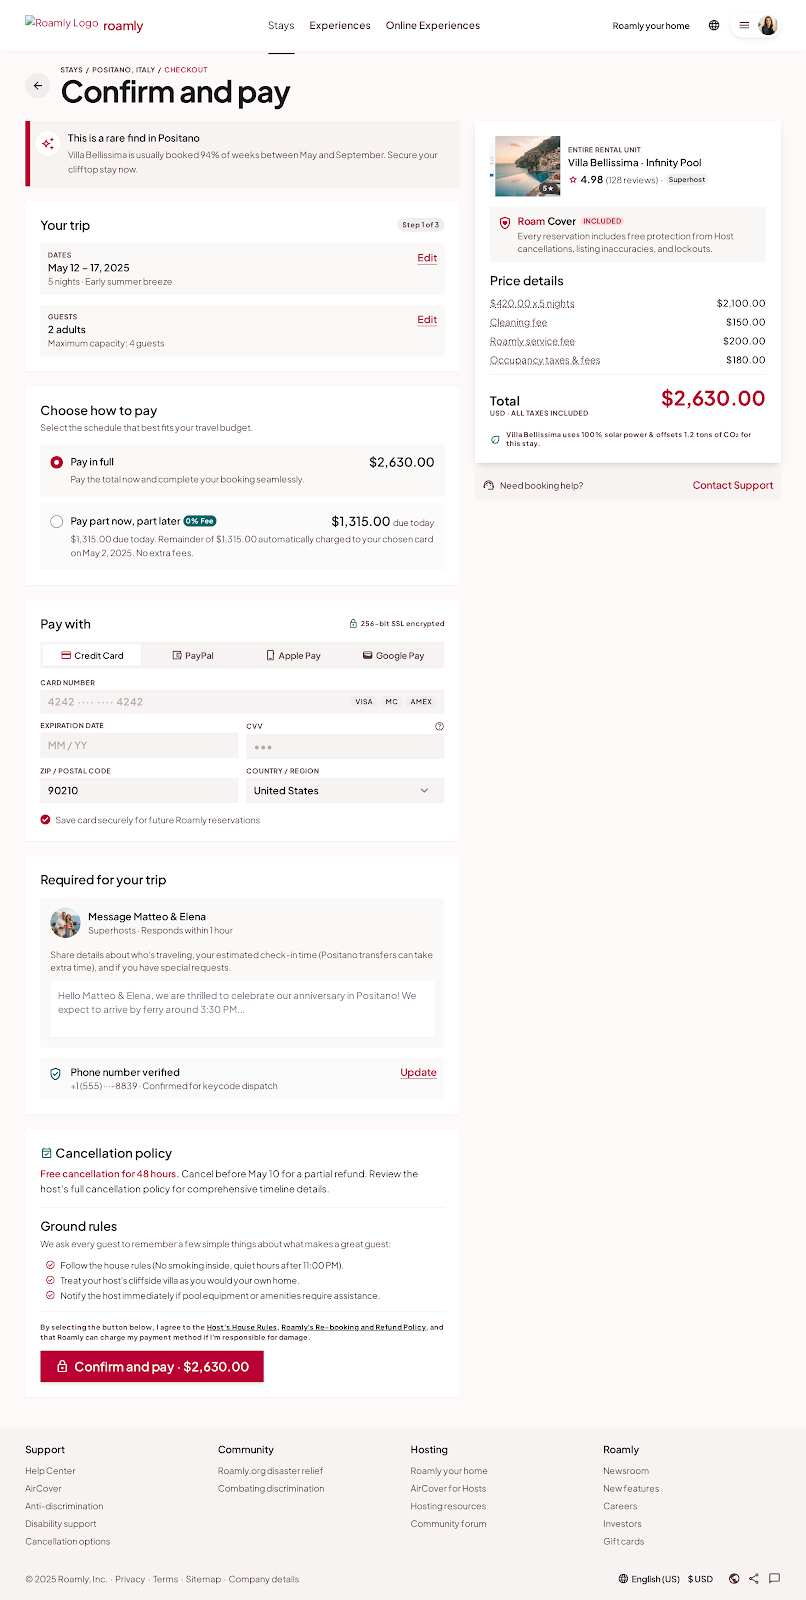 Roamly Logo roamly
Stays
Experiences
Online Experiences
Roamly your home
STAYS / POSITANO, ITALY / CHECKOUT
Confirm and pay
This is a rare find in Positano
Villa Bellissima is usually booked 94% of weeks between May and September. Secure your
clifftop stay now.
Your trip
Step 1 of 3
DATES
May 12 – 17, 2025
5 nights · Early summer breeze
Edit
GUESTS
2 adults
Maximum capacity: 4 guests
Edit
Choose how to pay
Select the schedule that best fits your travel budget.
Pay in full
$2,630.00
Pay the total now and complete your booking seamlessly.
Pay part now, part later 0% Fee
$1,315.00 due today
$1,315.00 due today. Remainder of $1,315.00 automatically charged to your chosen card
on May 2, 2025. No extra fees.
Pay with
256-bit SSL encrypted
Credit Card
PayPal
Apple Pay
Google Pay
CARD NUMBER
4242 ···· ···· 4242
VISA
MC
AMEX
EXPIRATION DATE
MM / YY
CVV
•••
ZIP / POSTAL CODE
90210
COUNTRY / REGION
United States
Save card securely for future Roamly reservations
Required for your trip
Message Matteo & Elena
Superhosts · Responds within 1 hour
Share details about who's traveling, your estimated check-in time (Positano transfers can take
extra time), and if you have special requests.
Hello Matteo & Elena, we are thrilled to celebrate our anniversary in Positano! We
expect to arrive by ferry around 3:30 PM...
Phone number verified
+1 (555) ···-8839 · Confirmed for keycode dispatch
Update
Cancellation policy
Free cancellation for 48 hours. Cancel before May 10 for a partial refund. Review the
host's full cancellation policy for comprehensive timeline details.
Ground rules
We ask every guest to remember a few simple things about what makes a great guest:
Follow the house rules (No smoking inside, quiet hours after 11:00 PM).
Treat your host's cliffside villa as you would your own home.
Notify the host immediately if pool equipment or amenities require assistance.
By selecting the button below, I agree to the Host's House Rules, Roamly's Re-booking and Refund Policy, and
that Roamly can charge my payment method if I'm responsible for damage.
Confirm and pay · $2,630.00
5★
ENTIRE RENTAL UNIT
Villa Bellissima · Infinity Pool
4.98 (128 reviews) · Superhost
Roam Cover INCLUDED
Every reservation includes free protection from Host
cancellations, listing inaccuracies, and lockouts.
Price details
$420.00 x 5 nights
$2,100.00
Cleaning fee
$150.00
Roamly service fee
$200.00
Occupancy taxes & fees
$180.00
Total
USD · ALL TAXES INCLUDED
$2,630.00
Villa Bellissima uses 100% solar power & offsets 1.2 tons of CO₂ for
this stay.
Need booking help?
Contact Support
Support
Help Center
AirCover
Anti-discrimination
Disability support
Cancellation options
Community
Roamly.org disaster relief
Combating discrimination
Hosting
Roamly your home
AirCover for Hosts
Hosting resources
Community forum
Roamly
Newsroom
New features
Careers
Investors
Gift cards
© 2025 Roamly, Inc. · Privacy · Terms · Sitemap · Company details
English (US)
$ USD